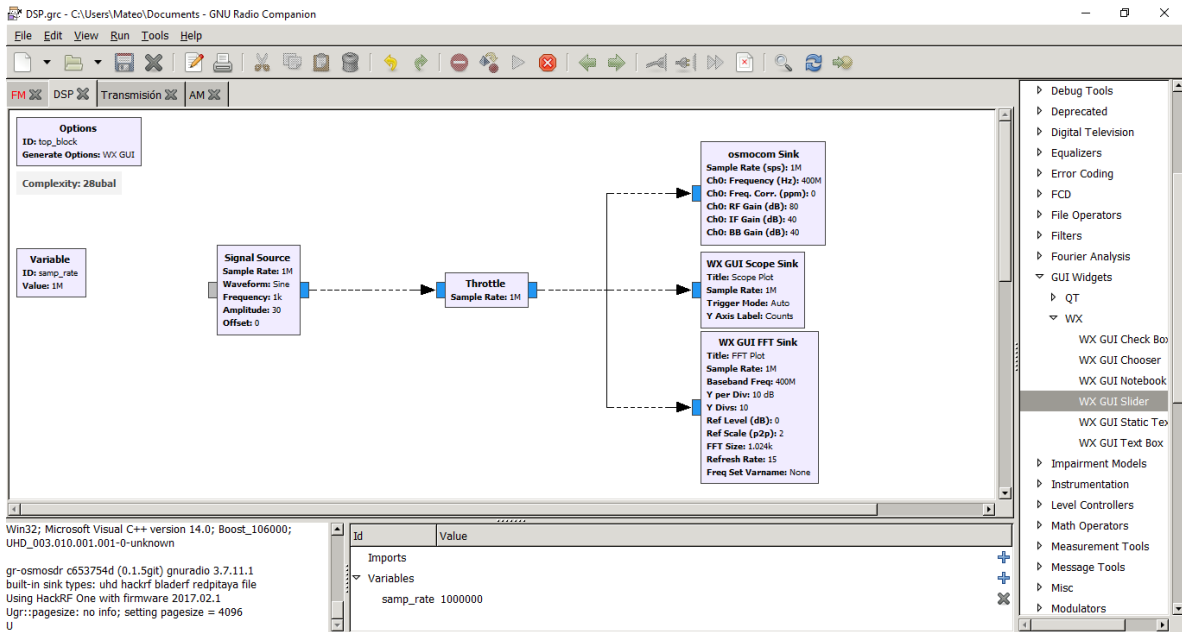 DSP.grc - C:\Users\Mateo\Documents - GNU Radio Companion
File Edit View Run Tools Help
FM DSP Transmisión AM
Options
ID: top_block
Generate Options: WX GUI
Complexity: 28ubal
Variable
ID: samp_rate
Value: 1M
Signal Source
Sample Rate: 1M
Waveform: Sine
Frequency: 1k
Amplitude: 30
Offset: 0
Throttle
Sample Rate: 1M
osmocom Sink
Sample Rate (sps): 1M
Ch0: Frequency (Hz): 400M
Ch0: Freq. Corr. (ppm): 0
Ch0: RF Gain (dB): 80
Ch0: IF Gain (dB): 40
Ch0: BB Gain (dB): 40
WX GUI Scope Sink
Title: Scope Plot
Sample Rate: 1M
Trigger Mode: Auto
Y Axis Label: Counts
WX GUI FFT Sink
Title: FFT Plot
Sample Rate: 1M
Baseband Freq: 400M
Y per Div: 10 dB
Y Divs: 10
Ref Level (dB): 0
Ref Scale (p2p): 2
FFT Size: 1.024k
Refresh Rate: 15
Freq Set Varname: None
Debug Tools
Deprecated
Digital Television
Equalizers
Error Coding
FCD
File Operators
Filters
Fourier Analysis
GUI Widgets
QT
WX
WX GUI Check Box
WX GUI Chooser
WX GUI Notebook
WX GUI Slider
WX GUI Static Tex
WX GUI Text Box
Impairment Models
Instrumentation
Level Controllers
Math Operators
Measurement Tools
Message Tools
Misc
Modulators
Win32; Microsoft Visual C++ version 14.0; Boost_106000;
UHD_003.010.001.001-0-unknown
gr-osmosdr c653754d (0.1.5git) gnuradio 3.7.11.1
built-in sink types: uhd hackrf bladerf redpitaya file
Using HackRF One with firmware 2017.02.1
Ugr::pagesize: no info; setting pagesize = 4096
U
Id Value
Imports
Variables
samp_rate 1000000